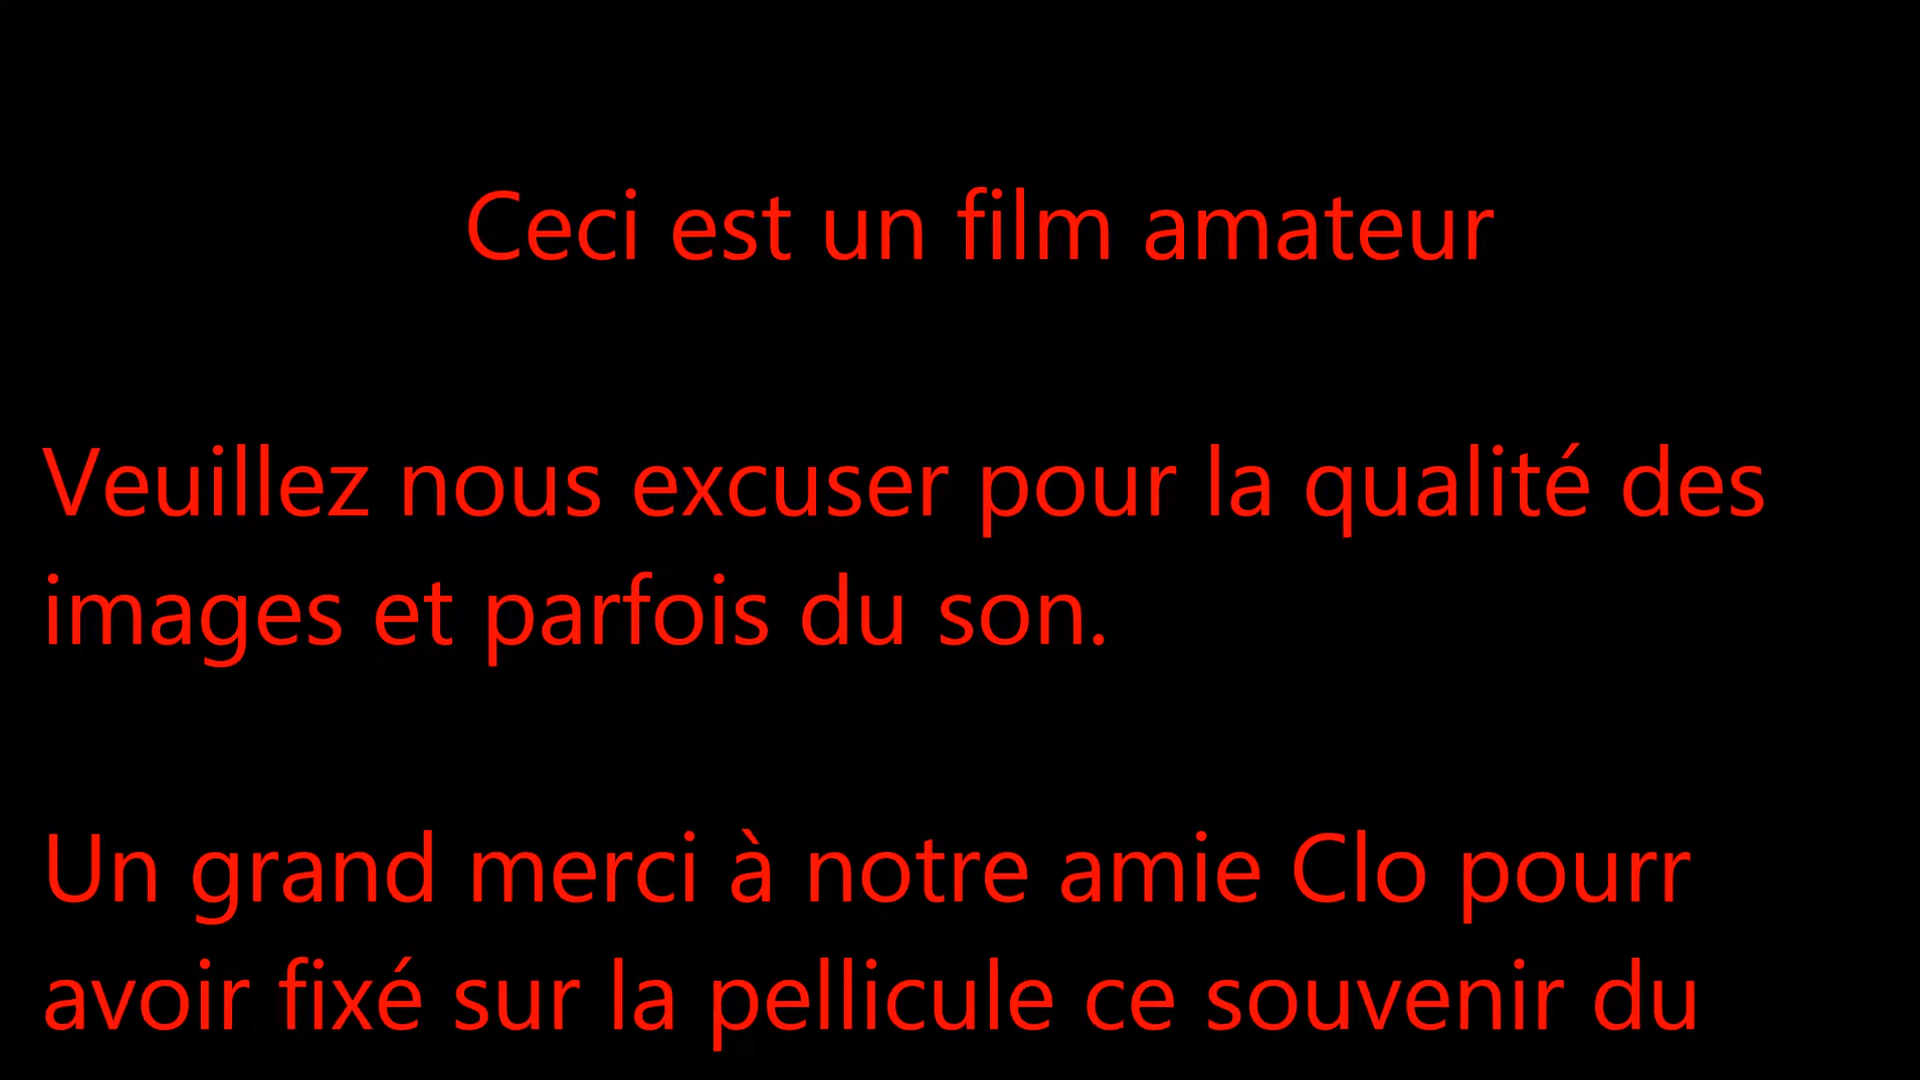 Ceci est un film amateur
Veuillez nous excuser pour la qualité des
images et parfois du son.
Un grand merci à notre amie Clo pourr
avoir fixé sur la pellicule ce souvenir du